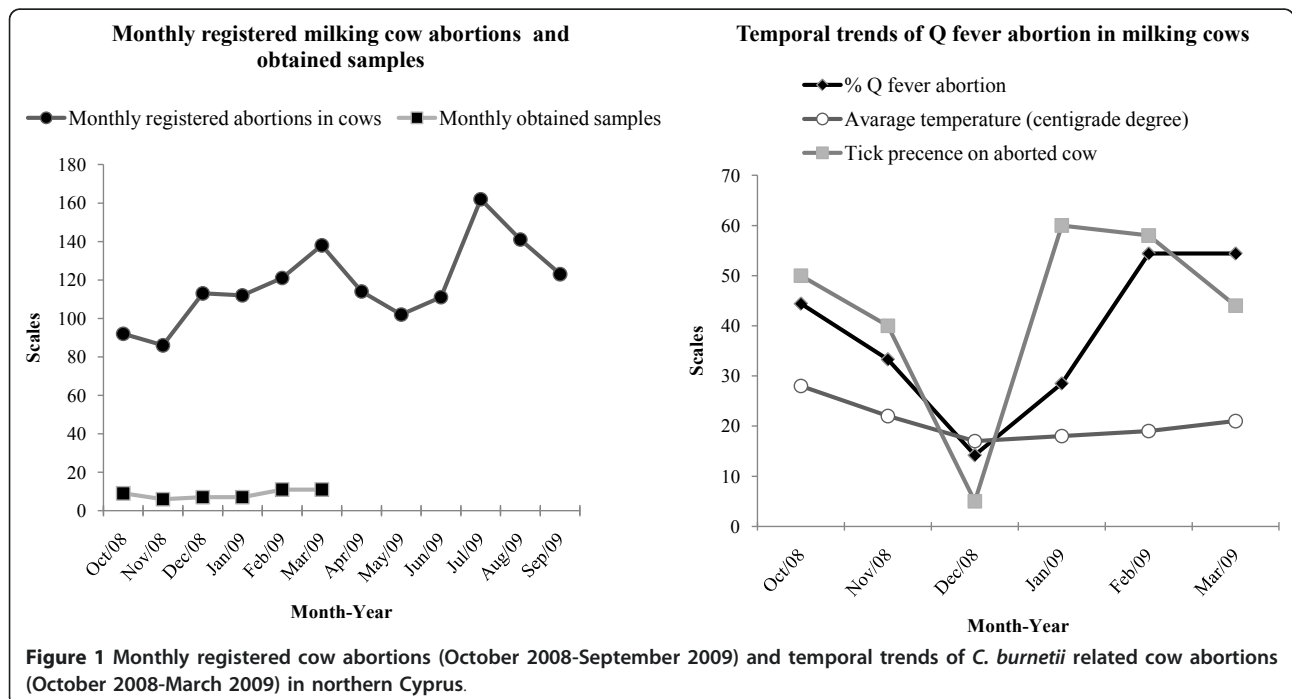 Monthly registered milking cow abortions and
obtained samples
Monthly registered abortions in cows
Monthly obtained samples
180
160
140
120
100
80
60
40
20
0
Scales
Oct/08
Nov/08
Dec/08
Jan/09
Feb/09
Mar/09
Apr/09
May/09
Jun/09
Jul/09
Aug/09
Sep/09
Month-Year
Temporal trends of Q fever abortion in milking cows
% Q fever abortion
Avarage temperature (centigrade degree)
Tick precence on aborted cow
70
60
50
40
30
20
10
0
Scales
Oct/08
Nov/08
Dec/08
Jan/09
Feb/09
Mar/09
Month-Year
Figure 1 Monthly registered cow abortions (October 2008-September 2009) and temporal trends of C. burnetii related cow abortions
(October 2008-March 2009) in northern Cyprus.